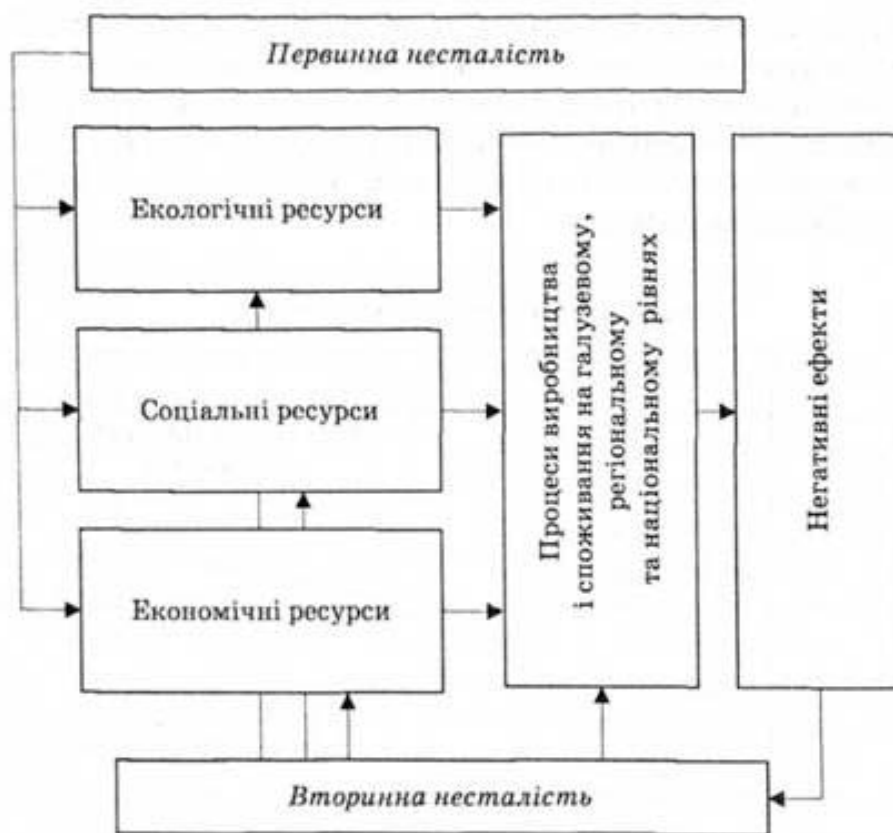 Первинна несталість
Екологічні ресурси
Соціальні ресурси
Економічні ресурси
Процеси виробництва
і споживання на галузевому,
регіональному
та національному рівнях
Негативні ефекти
Вторинна несталість